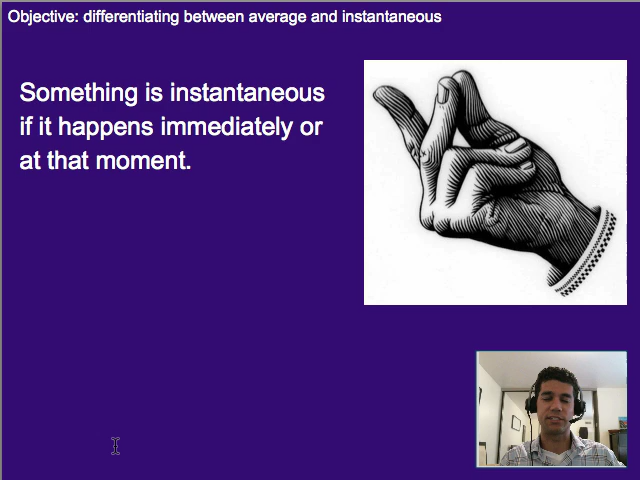 Objective: differentiating between average and instantaneous
Something is instantaneous
if it happens immediately or
at that moment.